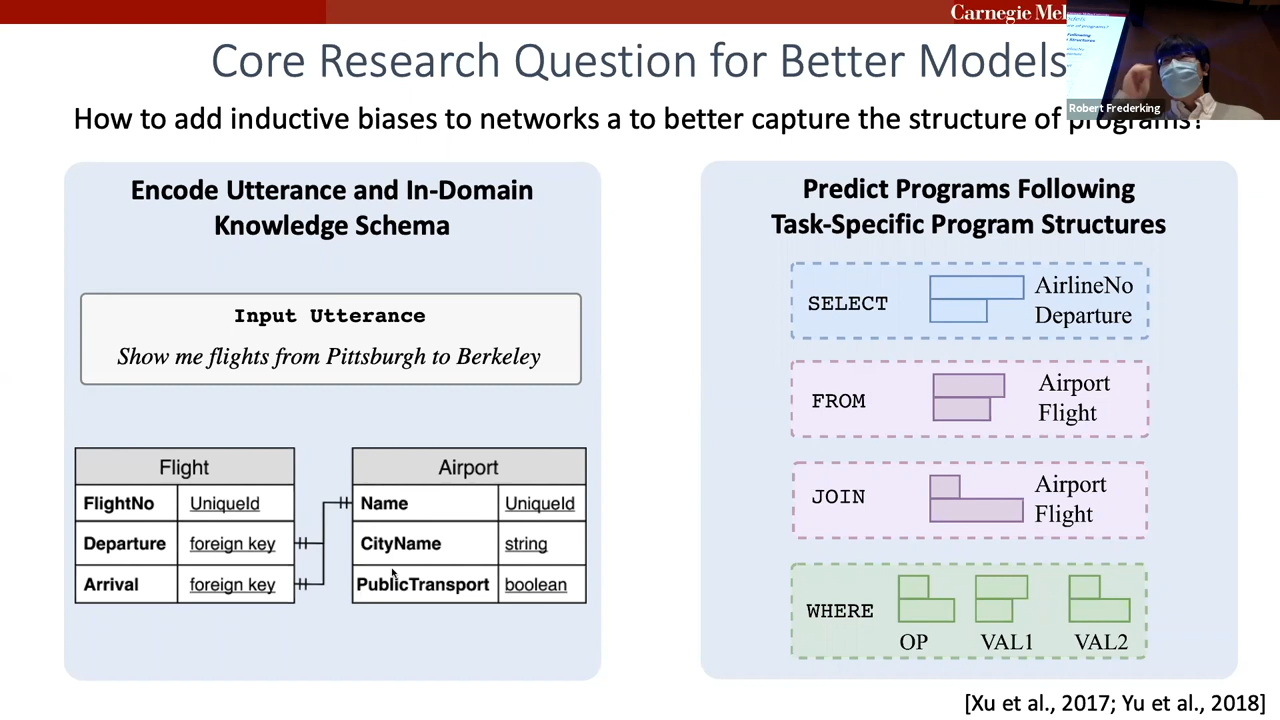 Carnegie Mel
Core Research Question for Better Models
Robert Frederking
How to add inductive biases to networks a to better capture the structure of programs?
Encode Utterance and In-Domain
Knowledge Schema
Input Utterance
Show me flights from Pittsburgh to Berkeley
Flight
FlightNo UniqueId
Departure foreign key
Arrival foreign key
Airport
Name UniqueId
CityName string
PublicTransport boolean
Predict Programs Following
Task-Specific Program Structures
SELECT
AirlineNo
Departure
FROM
Airport
Flight
JOIN
Airport
Flight
WHERE
OP VAL1 VAL2
[Xu et al., 2017; Yu et al., 2018]